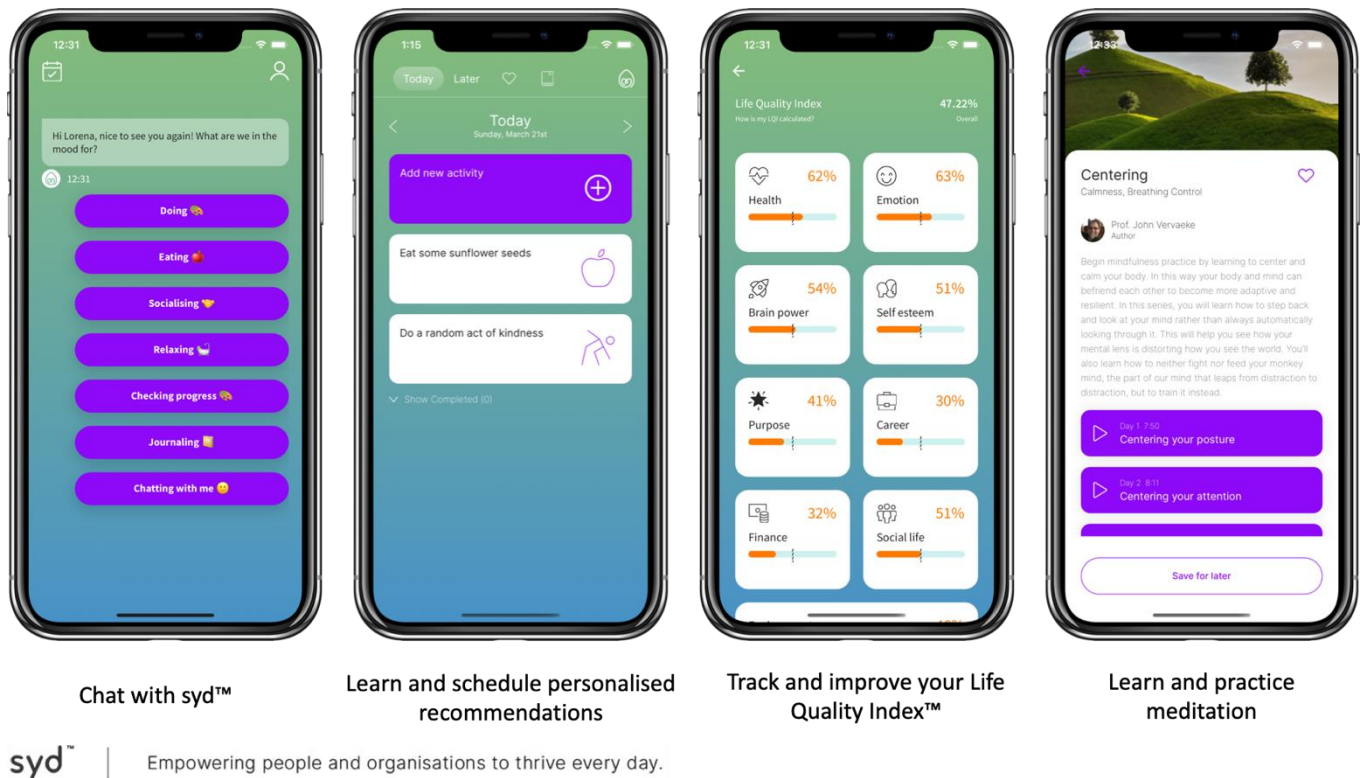 12:31
Hi Lorena, nice to see you again! What are we in the
mood for?
12:31
Doing 🎨
Eating 🍎
Socialising 🤝
Relaxing 🛀
Checking progress 🎨
Journaling 📔
Chatting with me 🙂
Chat with syd™
1:15
Today Later
Today
Sunday, March 21st
Add new activity
Eat some sunflower seeds
Do a random act of kindness
Show Completed (0)
Learn and schedule personalised
recommendations
12:31
Life Quality Index 47.22%
How is my LQI calculated? Overall
62% 63%
Health Emotion
54% 51%
Brain power Self esteem
41% 30%
Purpose Career
32% 51%
Finance Social life
Track and improve your Life
Quality Index™
12:33
Centering
Calmness, Breathing Control
Prof. John Vervaeke
Author
Begin mindfulness practice by learning to center and
calm your body. In this way your body and mind can
befriend each other to become more adaptive and
resilient. In this series, you will learn how to step back
and look at your mind rather than always automatically
looking through it. This will help you see how your
mental lens is distorting how you see the world. You'll
also learn how to neither fight nor feed your monkey
mind, the part of our mind that leaps from distraction to
distraction, but to train it instead.
Day 1 7:50
Centering your posture
Day 2 8:11
Centering your attention
Save for later
Learn and practice
meditation
syd™ | Empowering people and organisations to thrive every day.